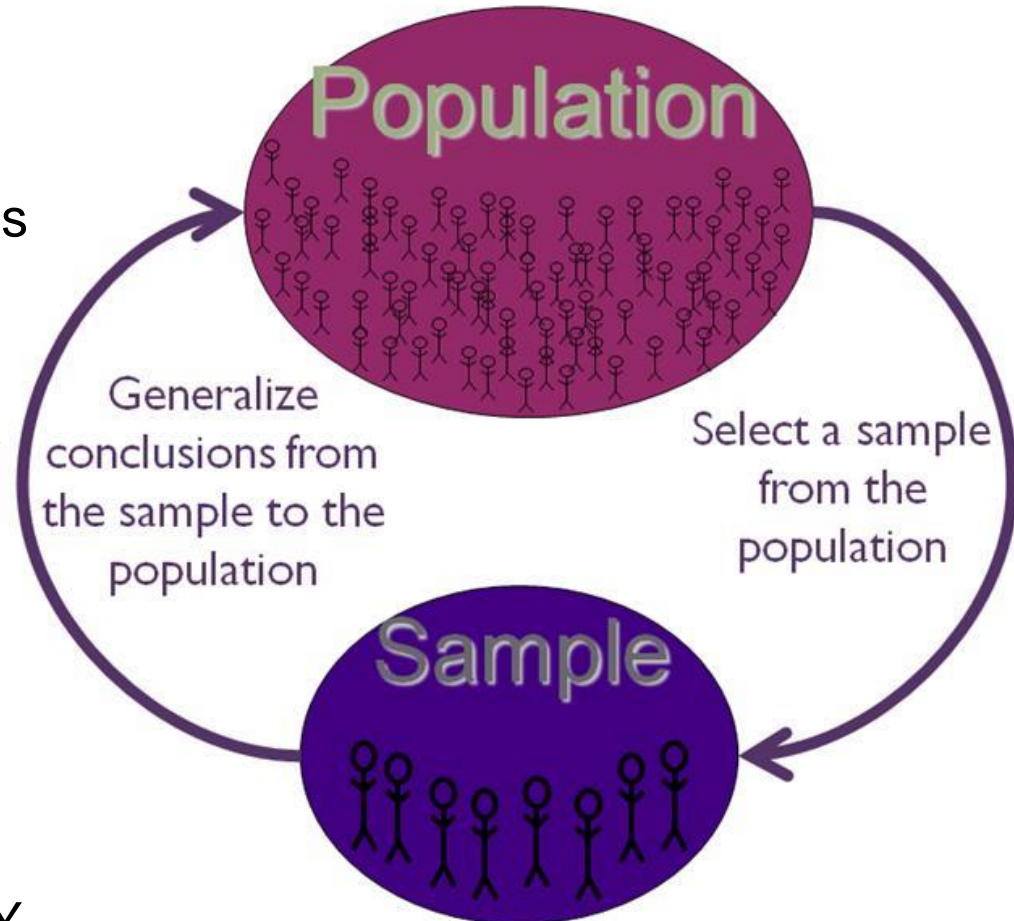 Population
s
Generalize
conclusions from
the sample to the
population
Select a sample
from the
population
Sample
Y